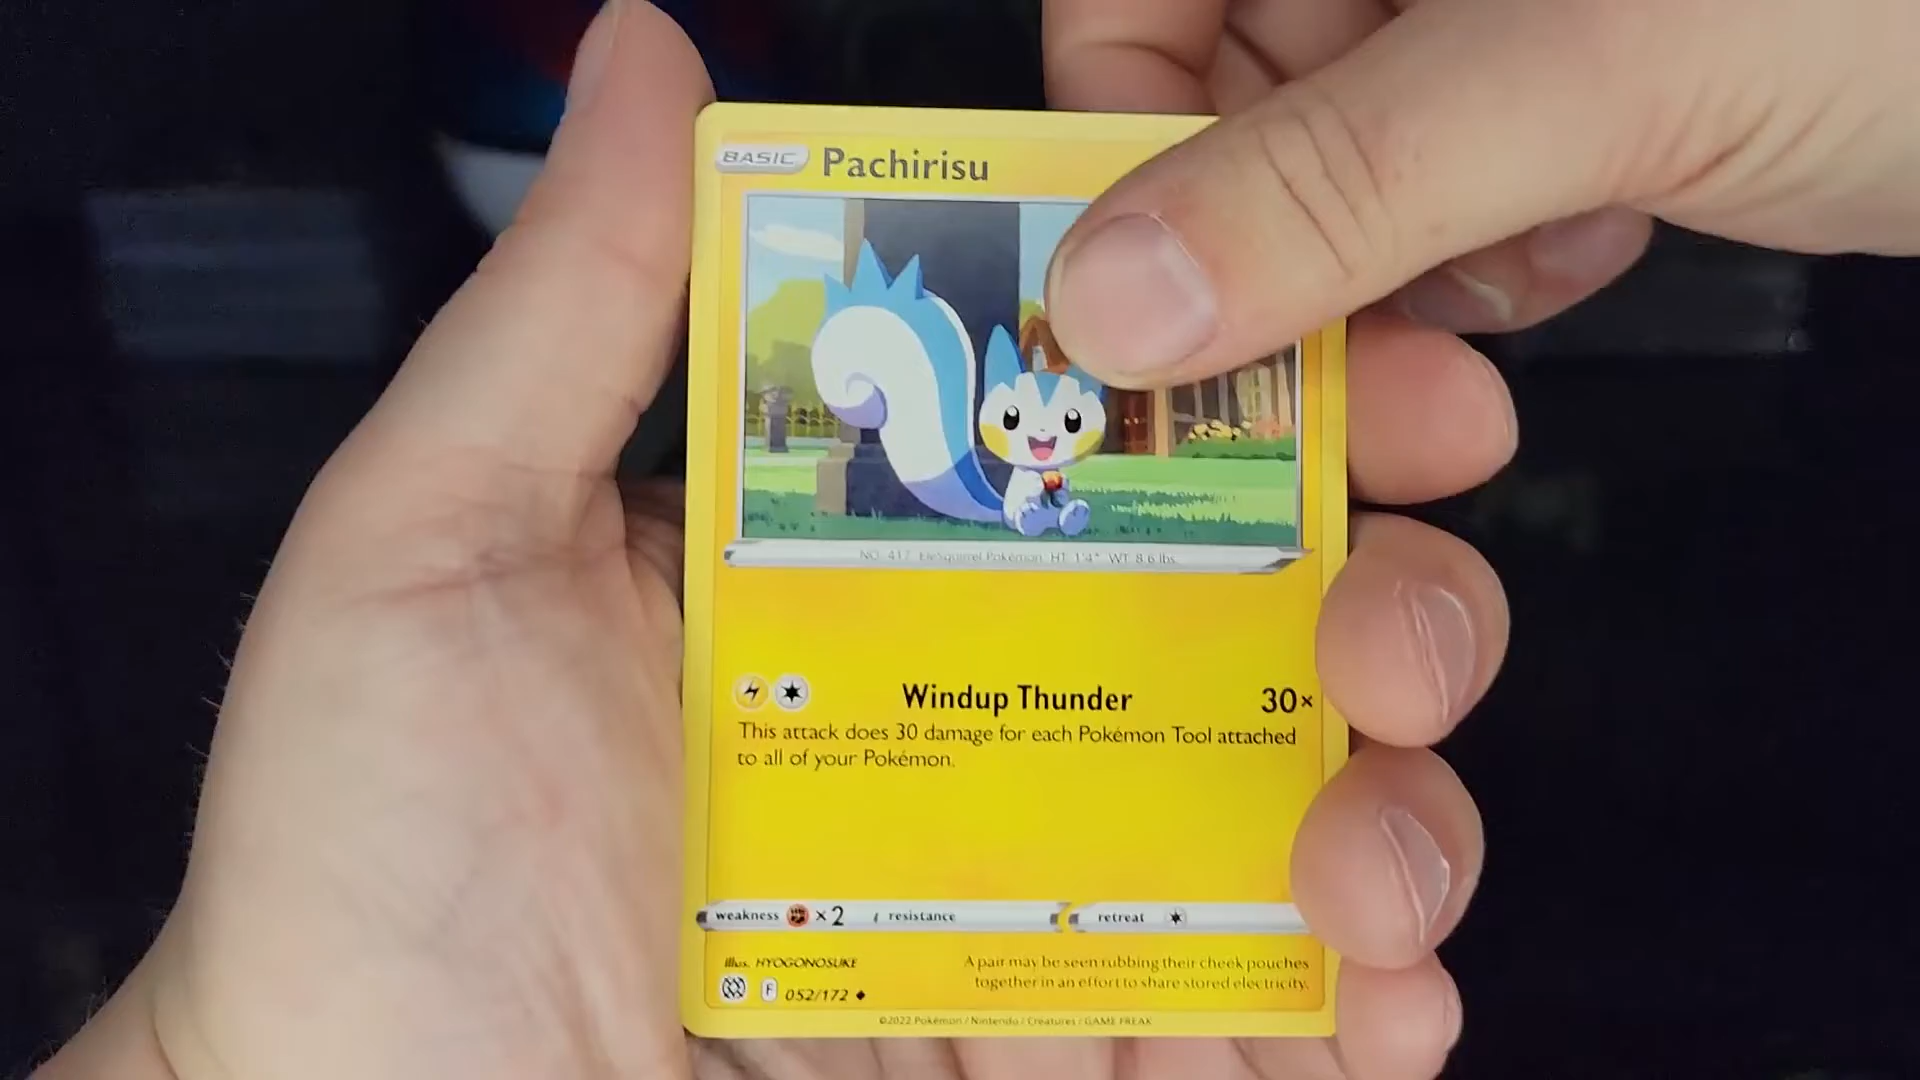 BASIC Pachirisu
NO. 417 EleSquirrel Pokémon HT: 1'4" WT: 8.6 lbs.
Windup Thunder 30×
This attack does 30 damage for each Pokémon Tool attached
to all of your Pokémon.
weakness ×2 resistance retreat
Illus. HYOGONOSUKE
A pair may be seen rubbing their cheek pouches
together in an effort to share stored electricity.
F 052/172
©2022 Pokémon / Nintendo / Creatures / GAME FREAK